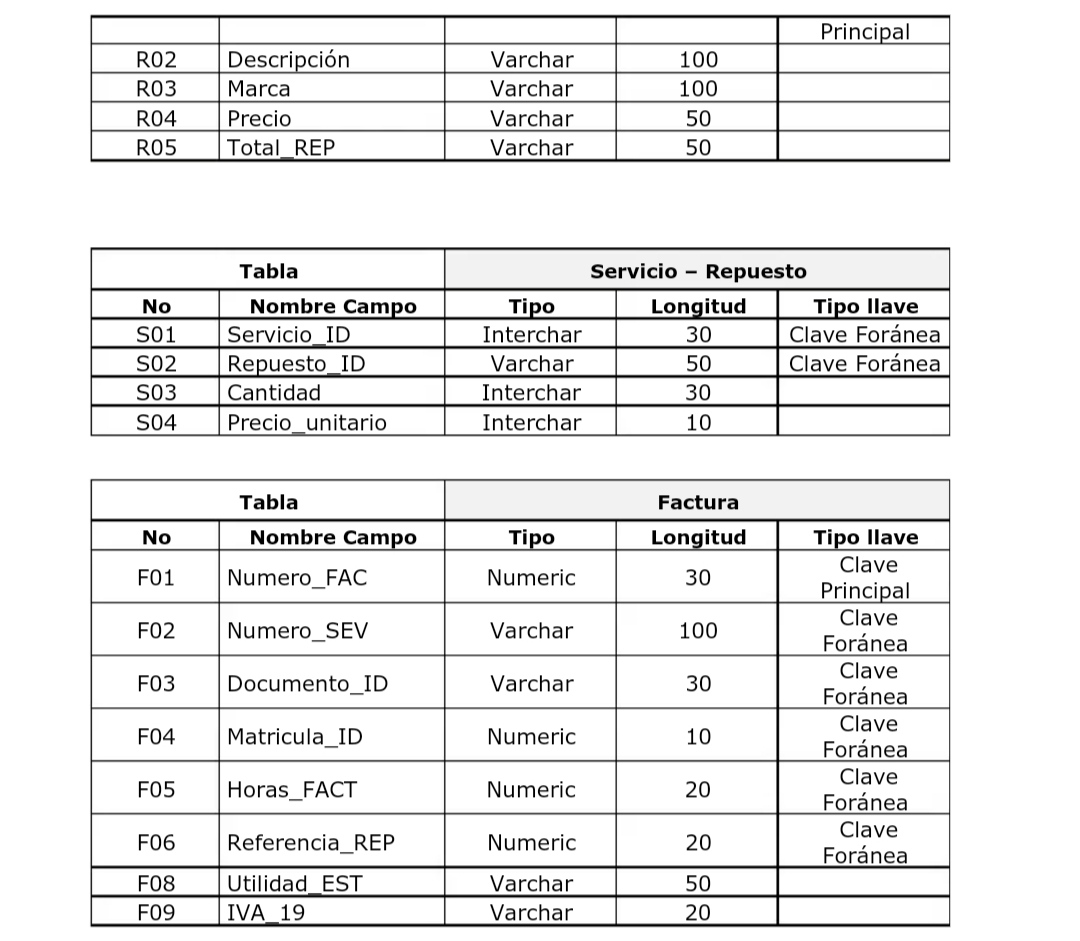 Principal
R02 Descripción Varchar 100
R03 Marca Varchar 100
R04 Precio Varchar 50
R05 Total_REP Varchar 50
Tabla Servicio – Repuesto
No Nombre Campo Tipo Longitud Tipo llave
S01 Servicio_ID Interchar 30 Clave Foránea
S02 Repuesto_ID Varchar 50 Clave Foránea
S03 Cantidad Interchar 30
S04 Precio_unitario Interchar 10
Tabla Factura
No Nombre Campo Tipo Longitud Tipo llave
F01 Numero_FAC Numeric 30 Clave
Principal
F02 Numero_SEV Varchar 100 Clave
Foránea
F03 Documento_ID Varchar 30 Clave
Foránea
F04 Matricula_ID Numeric 10 Clave
Foránea
F05 Horas_FACT Numeric 20 Clave
Foránea
F06 Referencia_REP Numeric 20 Clave
Foránea
F08 Utilidad_EST Varchar 50
F09 IVA_19 Varchar 20